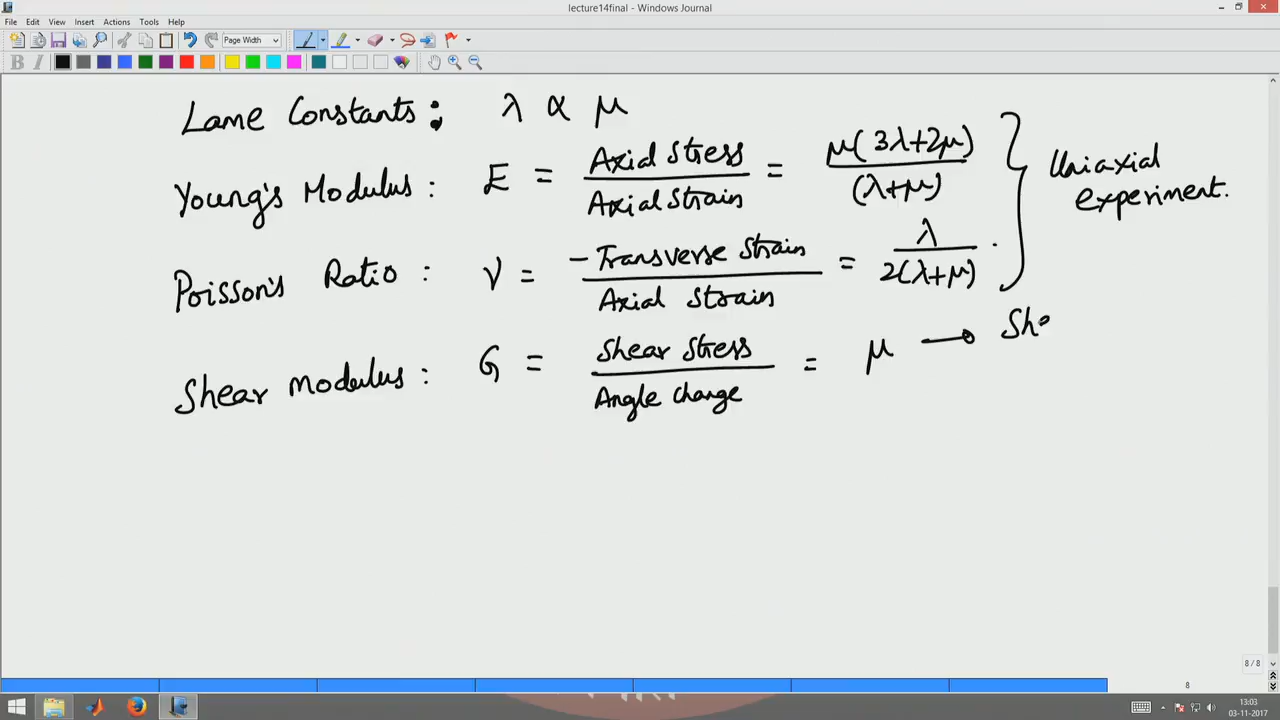 lecture14final - Windows Journal
File Edit View Insert Actions Tools Help
Page Width
Lame Constants: λ ∝ μ
Young's Modulus: E = Axial Stress / Axial Strain = μ(3λ+2μ) / (λ+μ)
Uniaxial experiment.
Poisson's Ratio: ν = -Transverse Strain / Axial Strain = λ / 2(λ+μ).
Shear Modulus: G = Shear Stress / Angle change = μ → She
8 / 8
8
13:03
03-11-2017